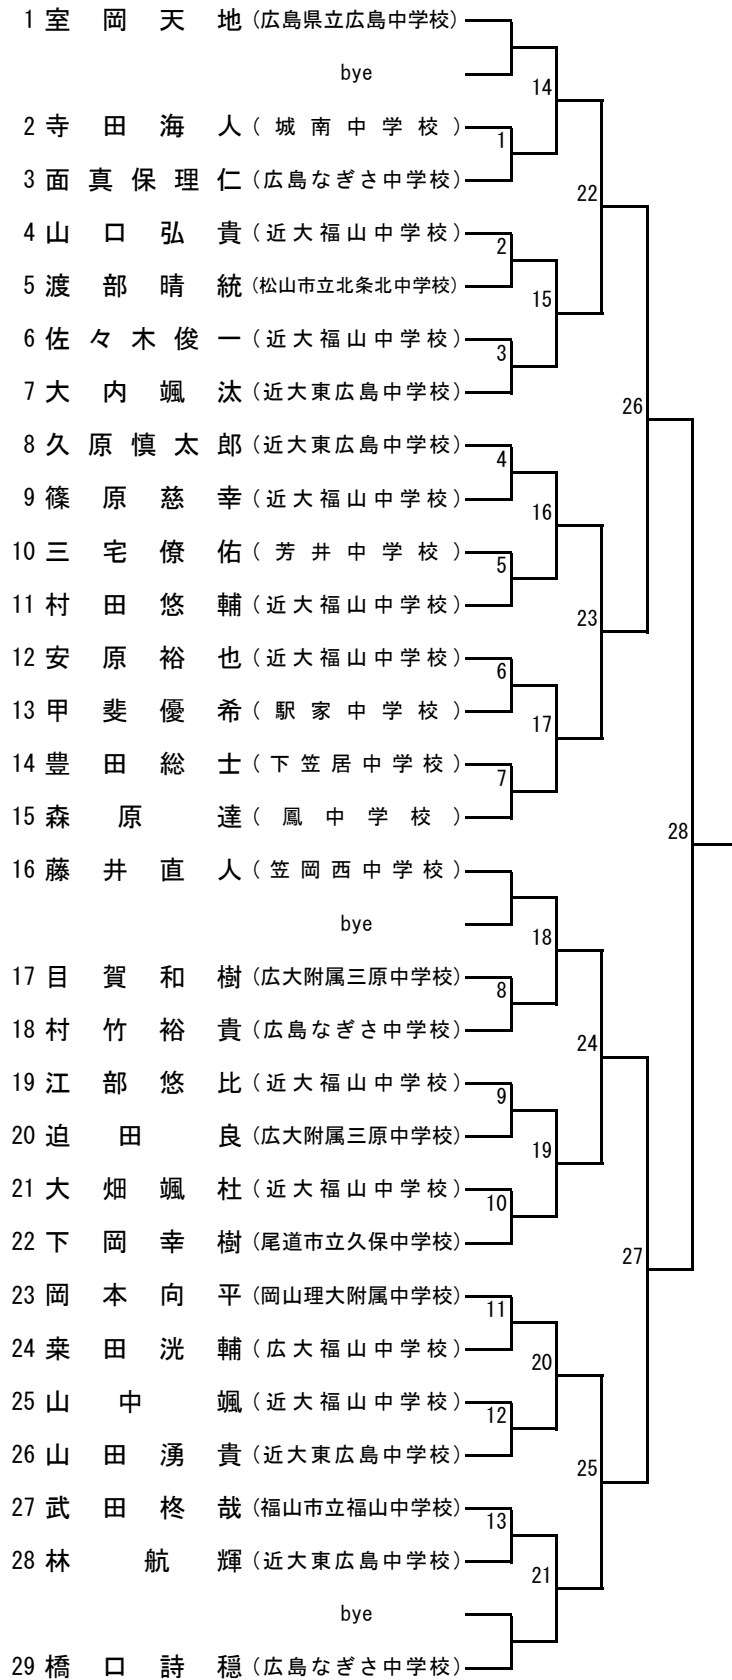 1 室岡天地 (広島県立広島中学校)
bye
14
2 寺田海人 (城南中学校)
1
3 面真保理仁 (広島なぎさ中学校)
22
4 山口弘貴 (近大福山中学校)
2
5 渡部晴統 (松山市立北条北中学校)
15
6 佐々木俊一 (近大福山中学校)
3
7 大内颯汰 (近大東広島中学校)
26
8 久原慎太郎 (近大東広島中学校)
4
9 篠原慈幸 (近大福山中学校)
16
10 三宅僚佑 (芳井中学校)
5
11 村田悠輔 (近大福山中学校)
23
12 安原裕也 (近大福山中学校)
6
13 甲斐優希 (駅家中学校)
17
14 豊田総士 (下笠居中学校)
7
15 森原達 (鳳中学校)
28
16 藤井直人 (笠岡西中学校)
bye
18
17 目賀和樹 (広大附属三原中学校)
8
18 村竹裕貴 (広島なぎさ中学校)
24
19 江部悠比 (近大福山中学校)
9
20 迫田良 (広大附属三原中学校)
19
21 大畑颯杜 (近大福山中学校)
10
22 下岡幸樹 (尾道市立久保中学校)
27
23 岡本向平 (岡山理大附属中学校)
11
24 桒田洸輔 (広大福山中学校)
20
25 山中颯 (近大福山中学校)
12
26 山田湧貴 (近大東広島中学校)
25
27 武田柊哉 (福山市立福山中学校)
13
28 林航輝 (近大東広島中学校)
21
bye
29 橋口詩穏 (広島なぎさ中学校)